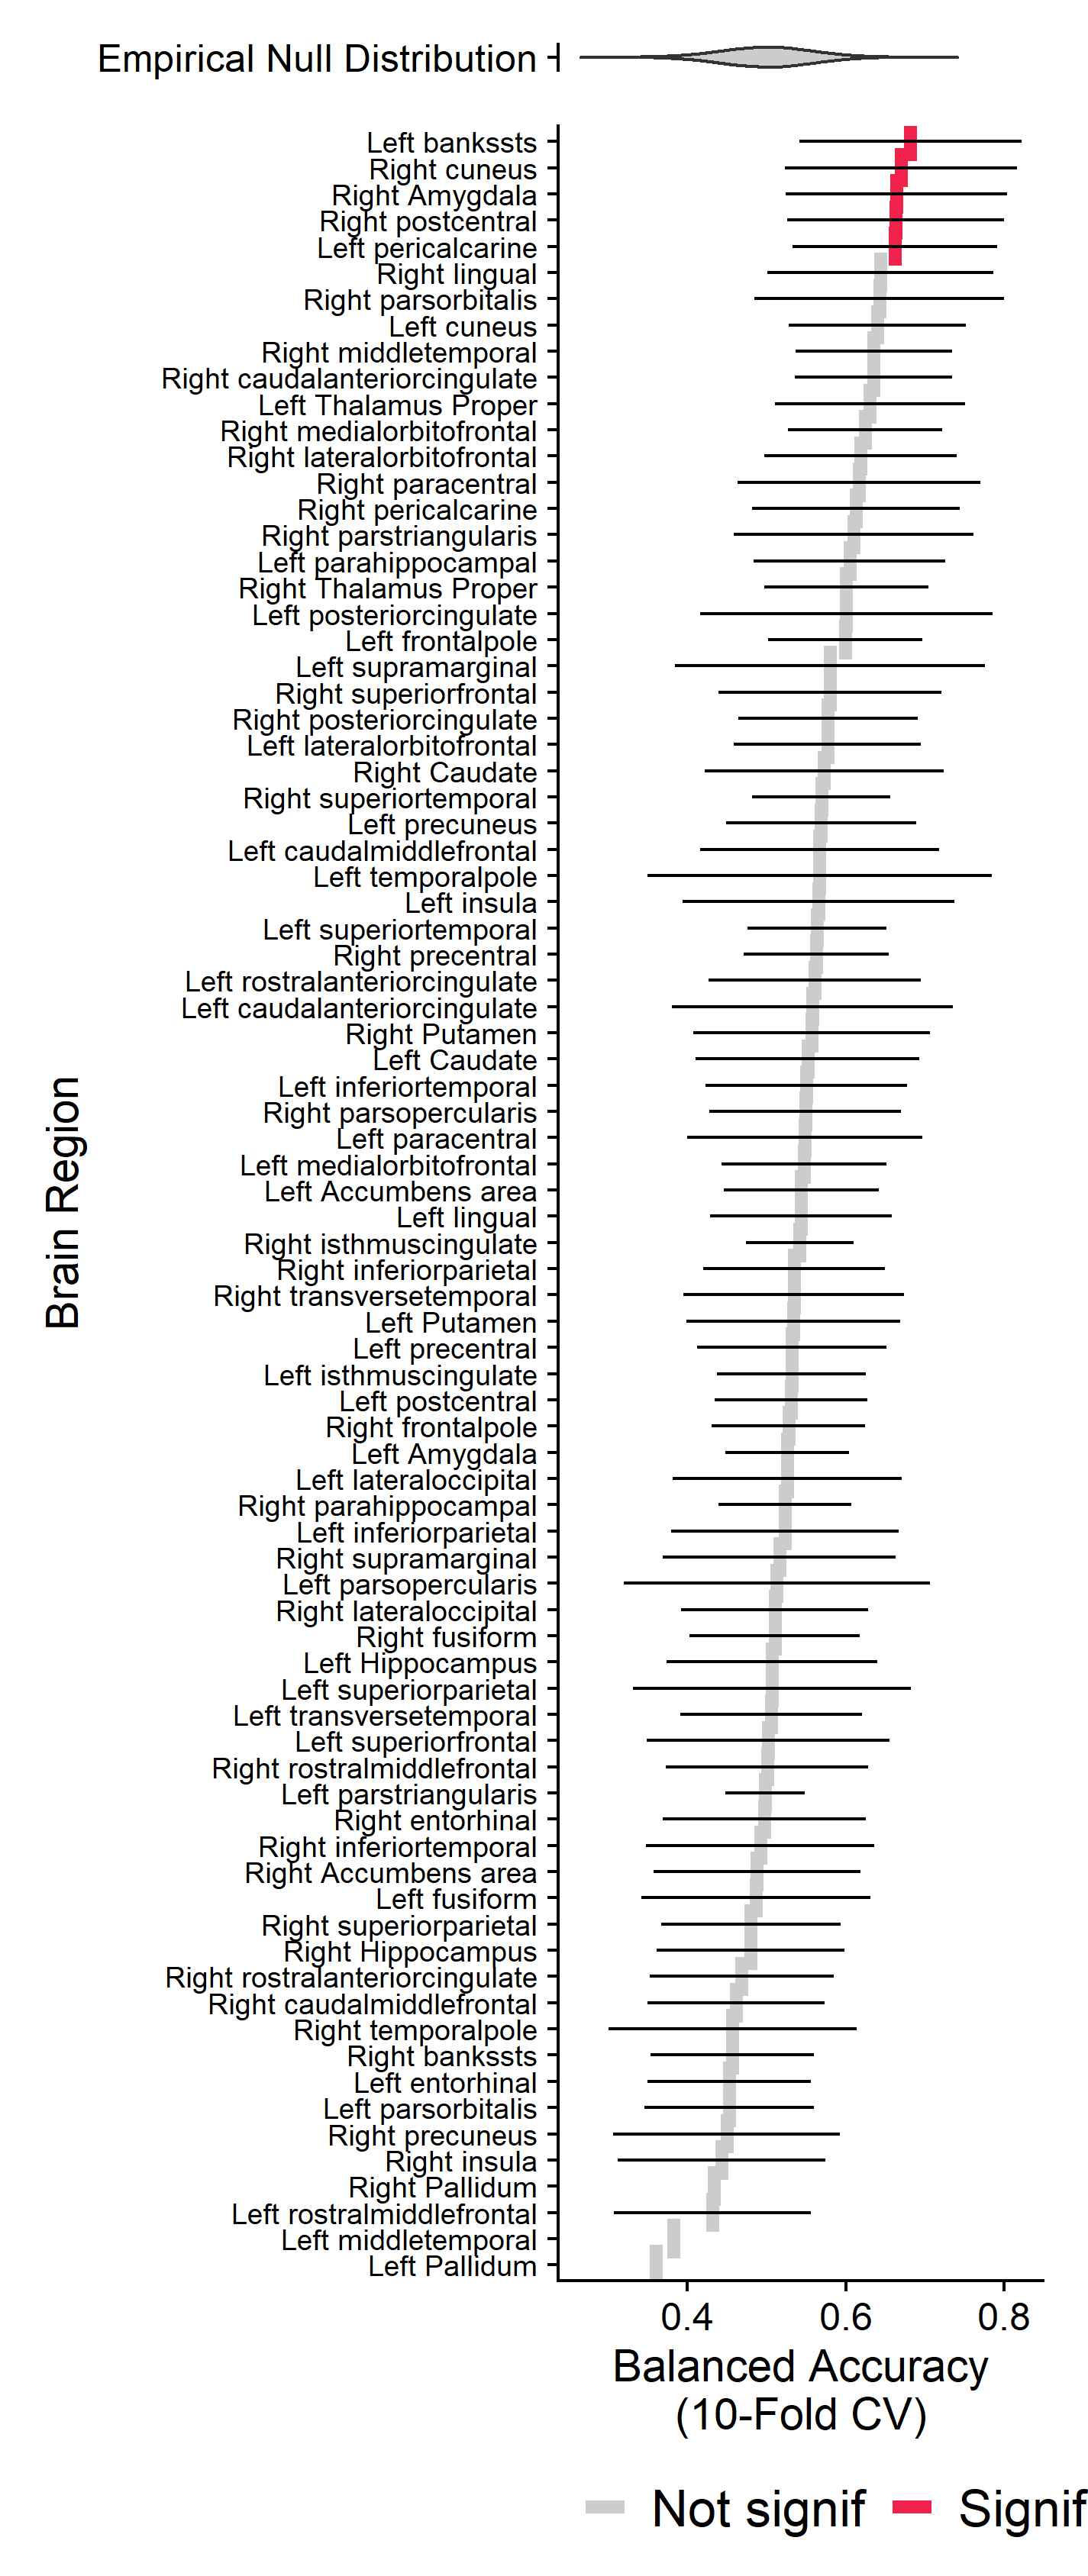 Empirical Null Distribution
Left bankssts
Right cuneus
Right Amygdala
Right postcentral
Left pericalcarine
Right lingual
Right parsorbitalis
Left cuneus
Right middletemporal
Right caudalanteriorcingulate
Left Thalamus Proper
Right medialorbitofrontal
Right lateralorbitofrontal
Right paracentral
Right pericalcarine
Right parstriangularis
Left parahippocampal
Right Thalamus Proper
Left posteriorcingulate
Left frontalpole
Left supramarginal
Right superiorfrontal
Right posteriorcingulate
Left lateralorbitofrontal
Right Caudate
Right superiortemporal
Left precuneus
Left caudalmiddlefrontal
Left temporalpole
Left insula
Left superiortemporal
Right precentral
Left rostralanteriorcingulate
Left caudalanteriorcingulate
Right Putamen
Left Caudate
Left inferiortemporal
Right parsopercularis
Left paracentral
Left medialorbitofrontal
Left Accumbens area
Left lingual
Right isthmuscingulate
Right inferiorparietal
Right transversetemporal
Left Putamen
Left precentral
Left isthmuscingulate
Left postcentral
Right frontalpole
Left Amygdala
Left lateraloccipital
Right parahippocampal
Left inferiorparietal
Right supramarginal
Left parsopercularis
Right lateraloccipital
Right fusiform
Left Hippocampus
Left superiorparietal
Left transversetemporal
Left superiorfrontal
Right rostralmiddlefrontal
Left parstriangularis
Right entorhinal
Right inferiortemporal
Right Accumbens area
Left fusiform
Right superiorparietal
Right Hippocampus
Right rostralanteriorcingulate
Right caudalmiddlefrontal
Right temporalpole
Right bankssts
Left entorhinal
Left parsorbitalis
Right precuneus
Right insula
Right Pallidum
Left rostralmiddlefrontal
Left middletemporal
Left Pallidum
Brain Region
0.4 0.6 0.8
Balanced Accuracy
(10-Fold CV)
Not signif Signif